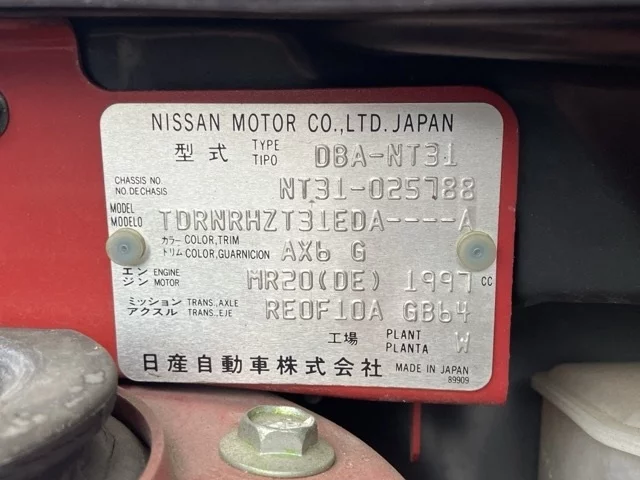 NISSAN MOTOR CO.,LTD. JAPAN
型式 TYPE TIPO DBA-NT31
CHASSIS NO. NO. DE CHASIS NT31-025788
MODEL MODELO TDRNRHZT31EDA----A
カラー COLOR,TRIM トリム COLOR,GUARNICION AX6 G
エンジン ENGINE MOTOR MR20(DE) 1997 cc
ミッション TRANS., アクスル AXLE TRANS., EJE RE0F10A GB64
工場 PLANT PLANTA W
日産自動車株式会社 MADE IN JAPAN
89909